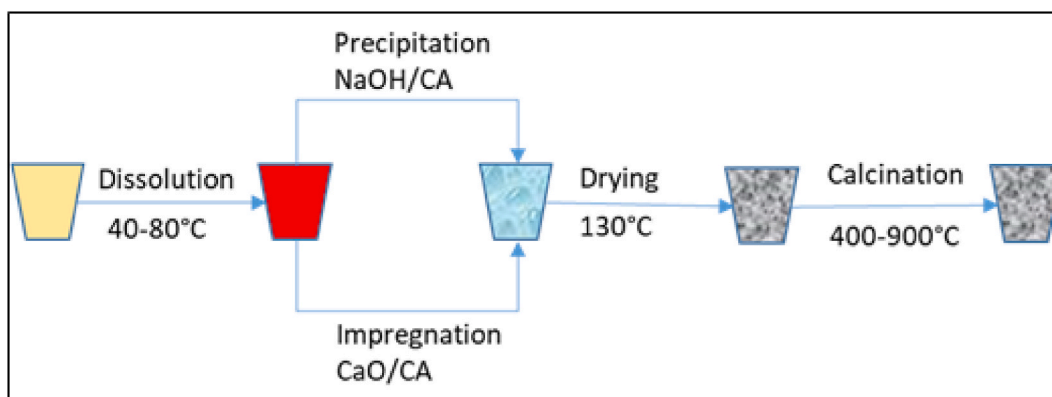 Precipitation
NaOH/CA
Dissolution
40-80°C
Impregnation
CaO/CA
Drying
130°C
Calcination
400-900°C